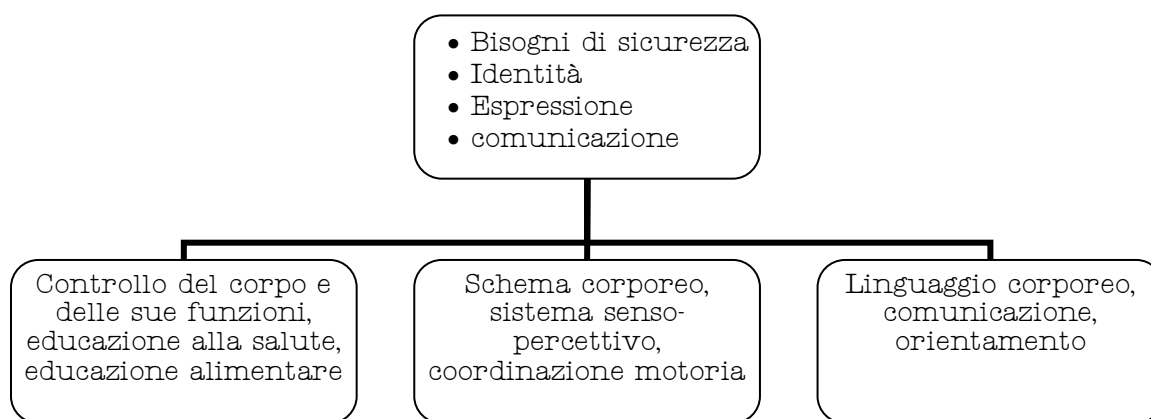 • Bisogni di sicurezza
• Identità
• Espressione
• comunicazione
Controllo del corpo e
delle sue funzioni,
educazione alla salute,
educazione alimentare
Schema corporeo,
sistema senso-
percettivo,
coordinazione motoria
Linguaggio corporeo,
comunicazione,
orientamento